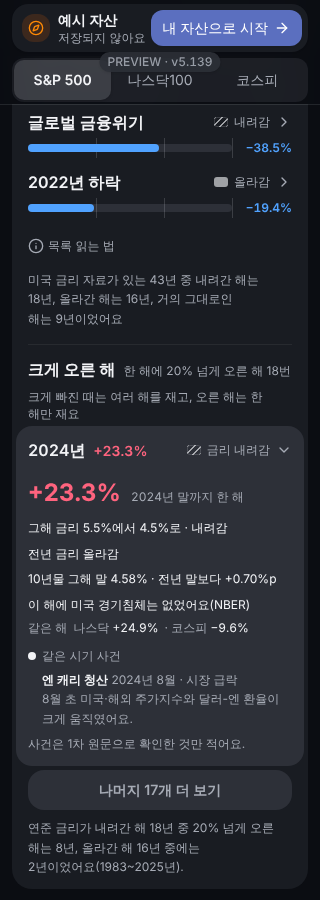 예시 자산
저장되지 않아요
내 자산으로 시작 →
PREVIEW · v5.139
S&P 500
나스닥100
코스피
글로벌 금융위기
내려감
−38.5%
2022년 하락
올라감
−19.4%
목록 읽는 법
미국 금리 자료가 있는 43년 중 내려간 해는
18년, 올라간 해는 16년, 거의 그대로인
해는 9년이었어요
크게 오른 해 한 해에 20% 넘게 오른 해 18번
크게 빠진 때는 여러 해를 재고, 오른 해는 한
해만 재요
2024년 +23.3% 금리 내려감
+23.3% 2024년 말까지 한 해
그해 금리 5.5%에서 4.5%로 · 내려감
전년 금리 올라감
10년물 그해 말 4.58% · 전년 말보다 +0.70%p
이 해에 미국 경기침체는 없었어요(NBER)
같은 해 나스닥 +24.9% · 코스피 −9.6%
같은 시기 사건
엔 캐리 청산 2024년 8월 · 시장 급락
8월 초 미국·해외 주가지수와 달러-엔 환율이
크게 움직였어요.
사건은 1차 원문으로 확인한 것만 적어요.
나머지 17개 더 보기
연준 금리가 내려간 해 18년 중 20% 넘게 오른
해는 8년, 올라간 해 16년 중에는
2년이었어요(1983~2025년).